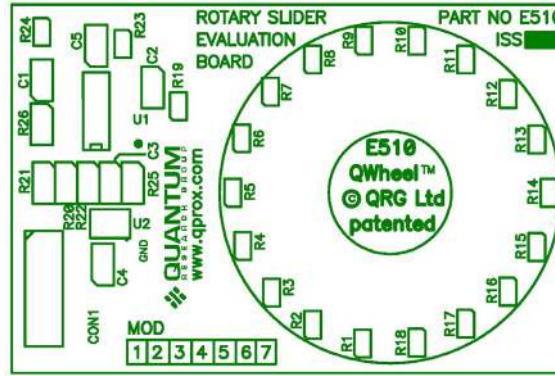 ROTARY SLIDER
EVALUATION
BOARD
PART NO E510
ISS
R24
C5
R23
C2
R19
C1
R26
U1
C3
R21
R20
R22
R25
U2
GND
C4
CON1
QUANTUM
RESEARCH GROUP
www.qprox.com
MOD
1 2 3 4 5 6 7
E510
QWheel™
© QRG Ltd
patented
R1
R2
R3
R4
R5
R6
R7
R8
R9
R10
R11
R12
R13
R14
R15
R16
R17
R18